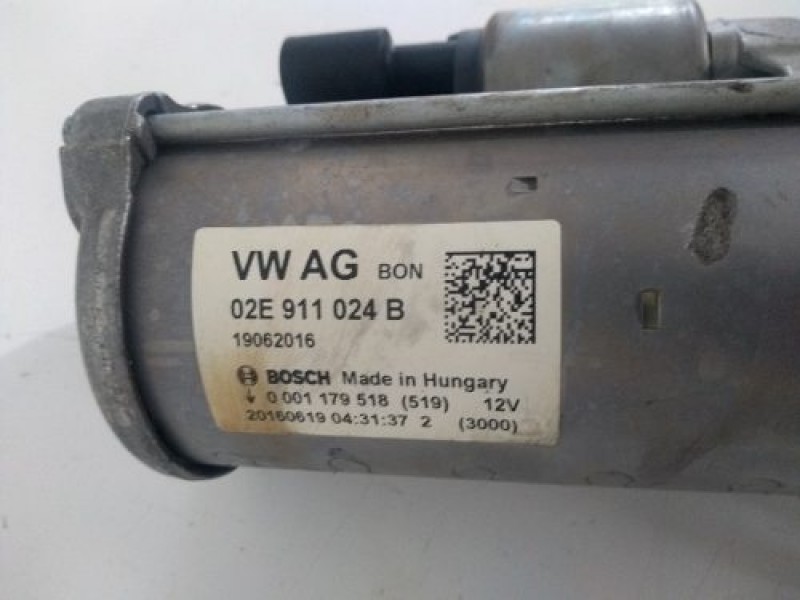 VW AG BON
02E 911 024 B
19062016
BOSCH Made in Hungary
0 001 179 518 (519) 12V
20160619 04:31:37 2 (3000)